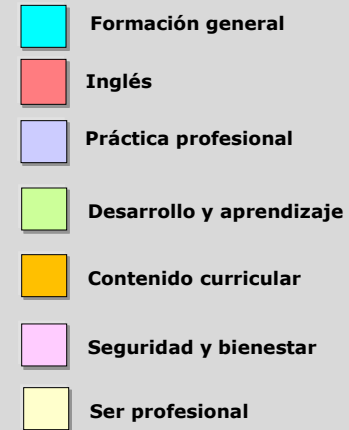 Formación general
Inglés
Práctica profesional
Desarrollo y aprendizaje
Contenido curricular
Seguridad y bienestar
Ser profesional